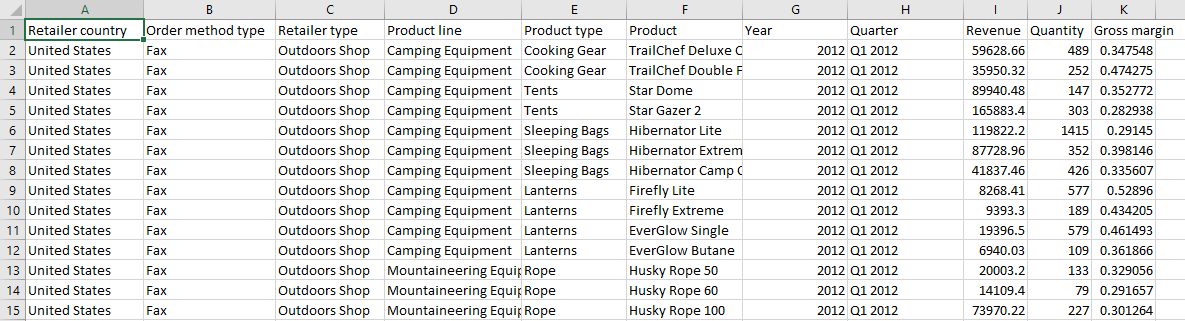 A B C D E F G H I J K
1 Retailer country Order method type Retailer type Product line Product type Product Year Quarter Revenue Quantity Gross margin
2 United States Fax Outdoors Shop Camping Equipment Cooking Gear TrailChef Deluxe C 2012 Q1 2012 59628.66 489 0.347548
3 United States Fax Outdoors Shop Camping Equipment Cooking Gear TrailChef Double F 2012 Q1 2012 35950.32 252 0.474275
4 United States Fax Outdoors Shop Camping Equipment Tents Star Dome 2012 Q1 2012 89940.48 147 0.352772
5 United States Fax Outdoors Shop Camping Equipment Tents Star Gazer 2 2012 Q1 2012 165883.4 303 0.282938
6 United States Fax Outdoors Shop Camping Equipment Sleeping Bags Hibernator Lite 2012 Q1 2012 119822.2 1415 0.29145
7 United States Fax Outdoors Shop Camping Equipment Sleeping Bags Hibernator Extrem 2012 Q1 2012 87728.96 352 0.398146
8 United States Fax Outdoors Shop Camping Equipment Sleeping Bags Hibernator Camp C 2012 Q1 2012 41837.46 426 0.335607
9 United States Fax Outdoors Shop Camping Equipment Lanterns Firefly Lite 2012 Q1 2012 8268.41 577 0.52896
10 United States Fax Outdoors Shop Camping Equipment Lanterns Firefly Extreme 2012 Q1 2012 9393.3 189 0.434205
11 United States Fax Outdoors Shop Camping Equipment Lanterns EverGlow Single 2012 Q1 2012 19396.5 579 0.461493
12 United States Fax Outdoors Shop Camping Equipment Lanterns EverGlow Butane 2012 Q1 2012 6940.03 109 0.361866
13 United States Fax Outdoors Shop Mountaineering Equip Rope Husky Rope 50 2012 Q1 2012 20003.2 133 0.329056
14 United States Fax Outdoors Shop Mountaineering Equip Rope Husky Rope 60 2012 Q1 2012 14109.4 79 0.291657
15 United States Fax Outdoors Shop Mountaineering Equip Rope Husky Rope 100 2012 Q1 2012 73970.22 227 0.301264